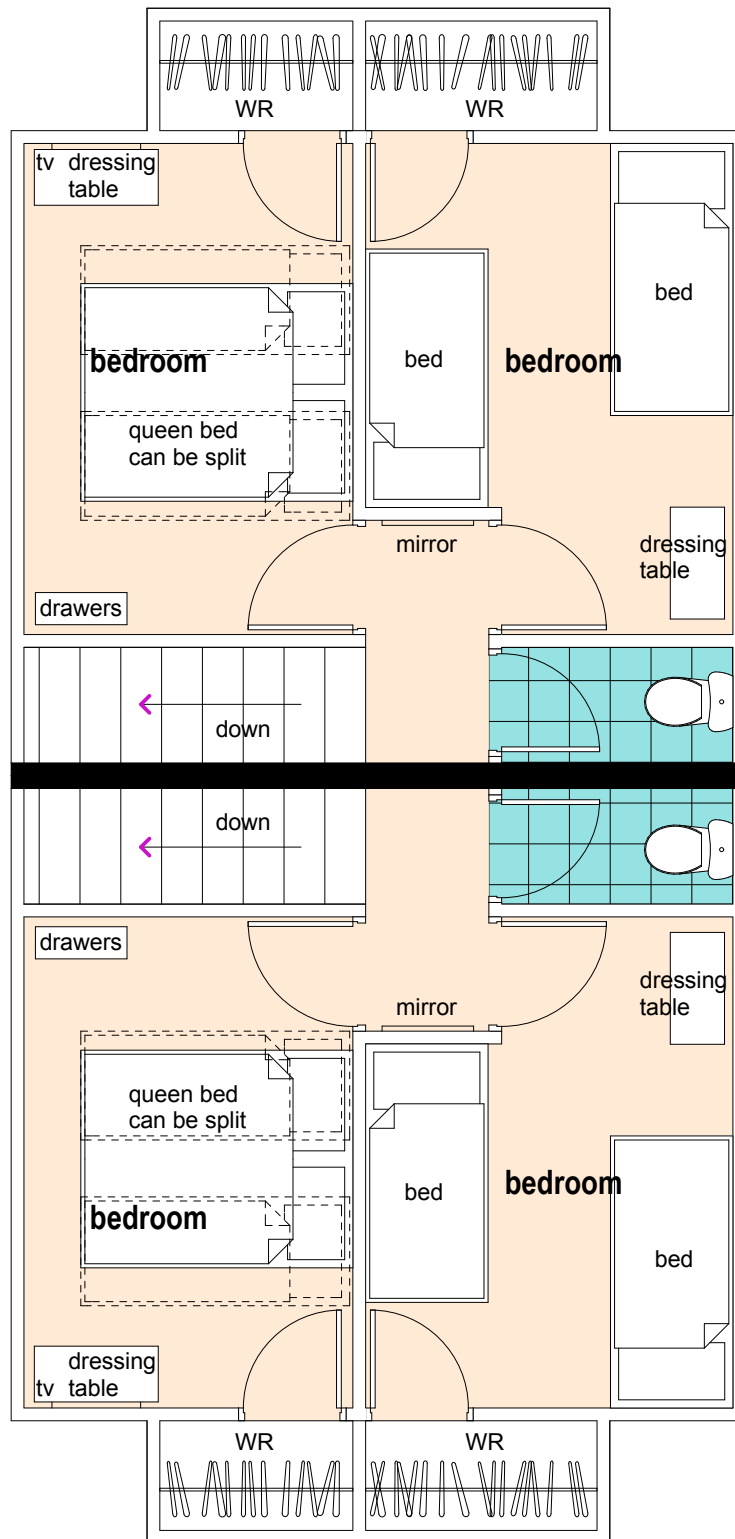 WR
WR
tv dressing
table
bed
bed
bedroom
bedroom
queen bed
can be split
mirror
dressing
table
drawers
down
down
drawers
dressing
table
mirror
queen bed
can be split
bedroom
bed
bedroom
bed
dressing
tv table
WR
WR